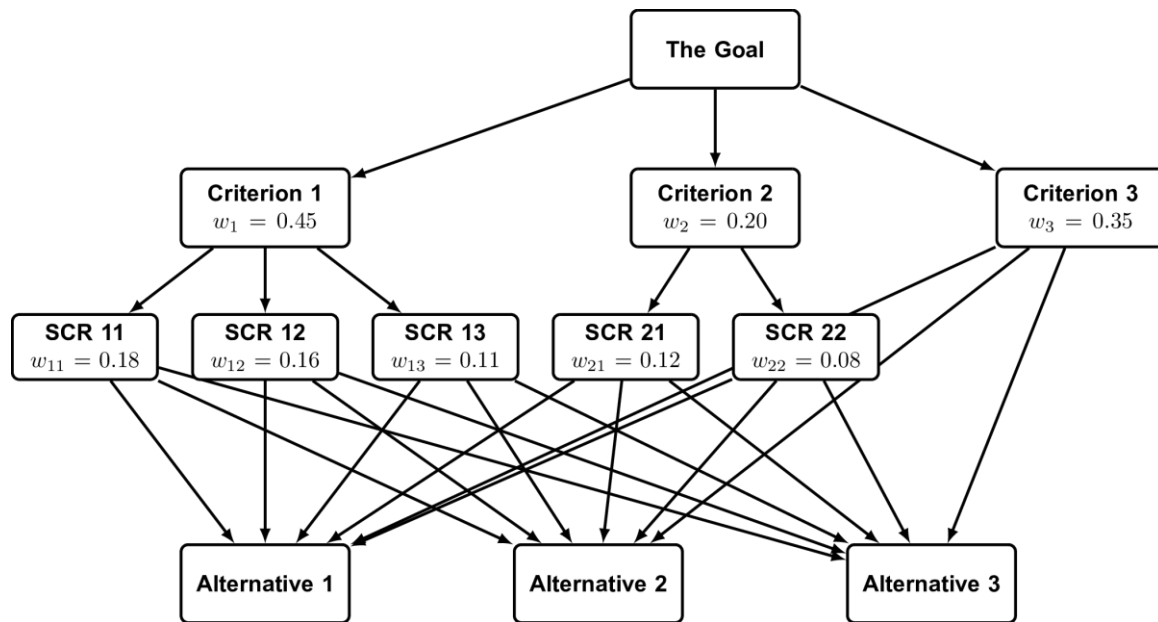 The Goal
Criterion 1
w₁ = 0.45
Criterion 2
w₂ = 0.20
Criterion 3
w₃ = 0.35
SCR 11
w₁₁ = 0.18
SCR 12
w₁₂ = 0.16
SCR 13
w₁₃ = 0.11
SCR 21
w₂₁ = 0.12
SCR 22
w₂₂ = 0.08
Alternative 1
Alternative 2
Alternative 3